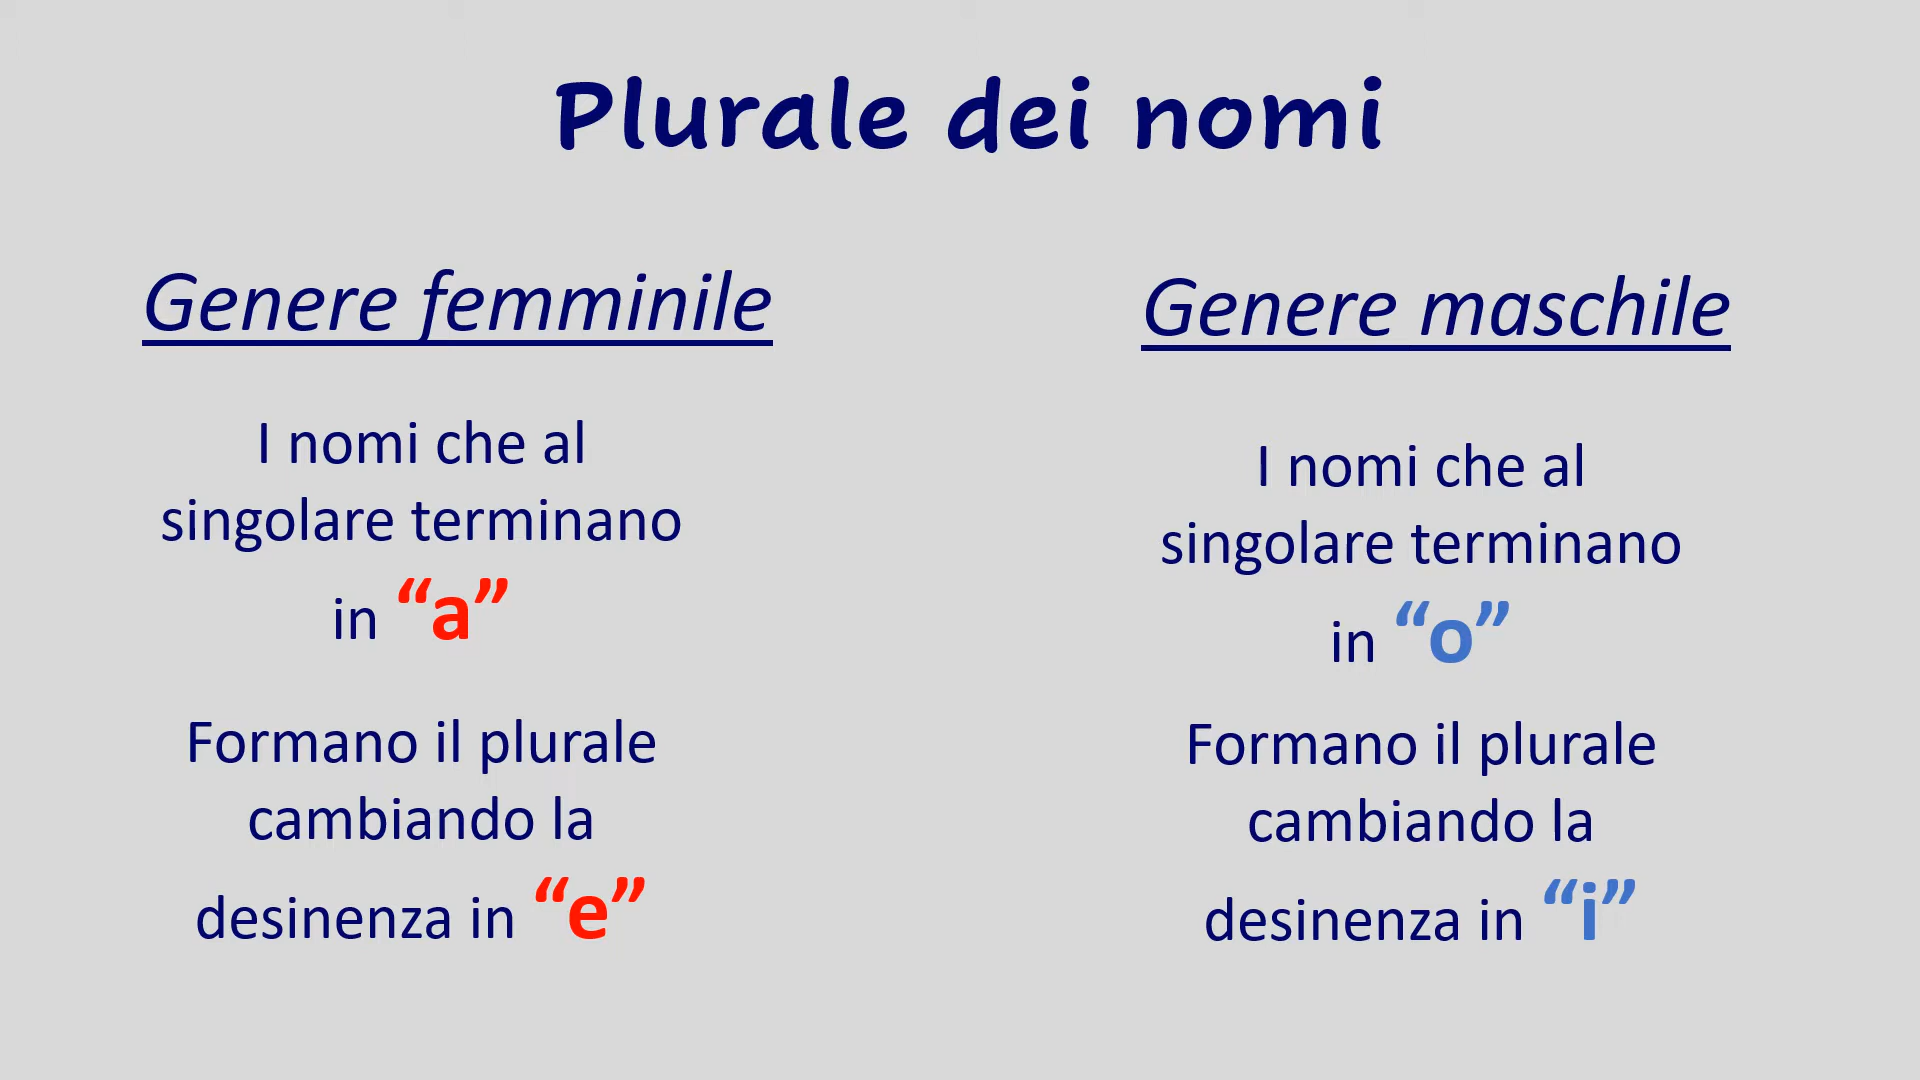 Plurale dei nomi
Genere femminile
I nomi che al
singolare terminano
in “a”
Formano il plurale
cambiando la
desinenza in “e”
Genere maschile
I nomi che al
singolare terminano
in “o”
Formano il plurale
cambiando la
desinenza in “i”